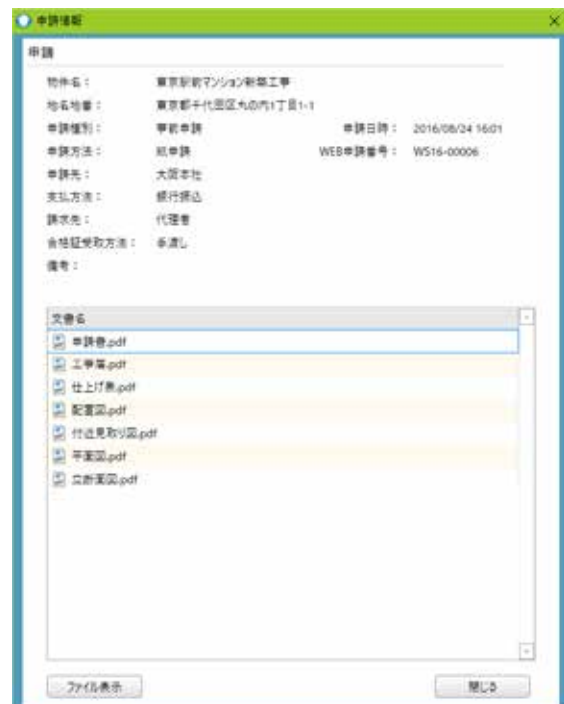 申請情報
申請
物件名： 東京駅前マンション新築工事
地名地番： 東京都千代田区丸の内1丁目1-1
申請種別： 事前申請 申請日時： 2016/08/24 16:01
申請方法： 紙申請 WEB申請番号： WS16-00006
申請先： 大阪本社
支払方法： 銀行振込
請求先： 代理者
合格証受取方法： 手渡し
備考：
文書名
申請書.pdf
工事届.pdf
仕上げ表.pdf
配置図.pdf
付近見取り図.pdf
平面図.pdf
立断面図.pdf
ファイル表示 閉じる